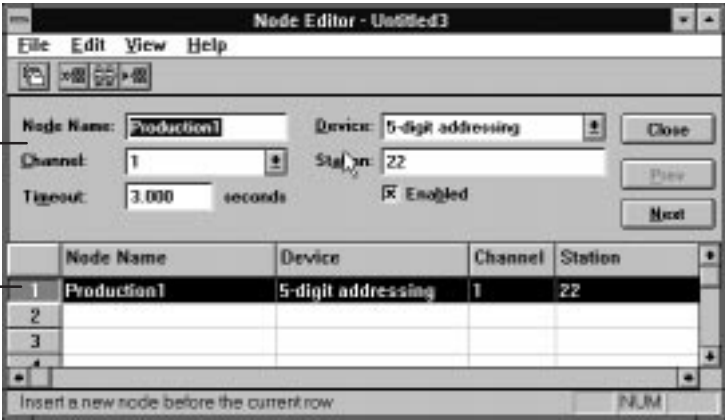 Node Editor - Untitled3
File Edit View Help
Node Name: Production1 Device: 5-digit addressing Close
Channel: 1 Station: 22 Prev
Timeout: 3.000 seconds Enabled Next
Node Name Device Channel Station
1 Production1 5-digit addressing 1 22
2
3
4
Insert a new node before the current row NUM